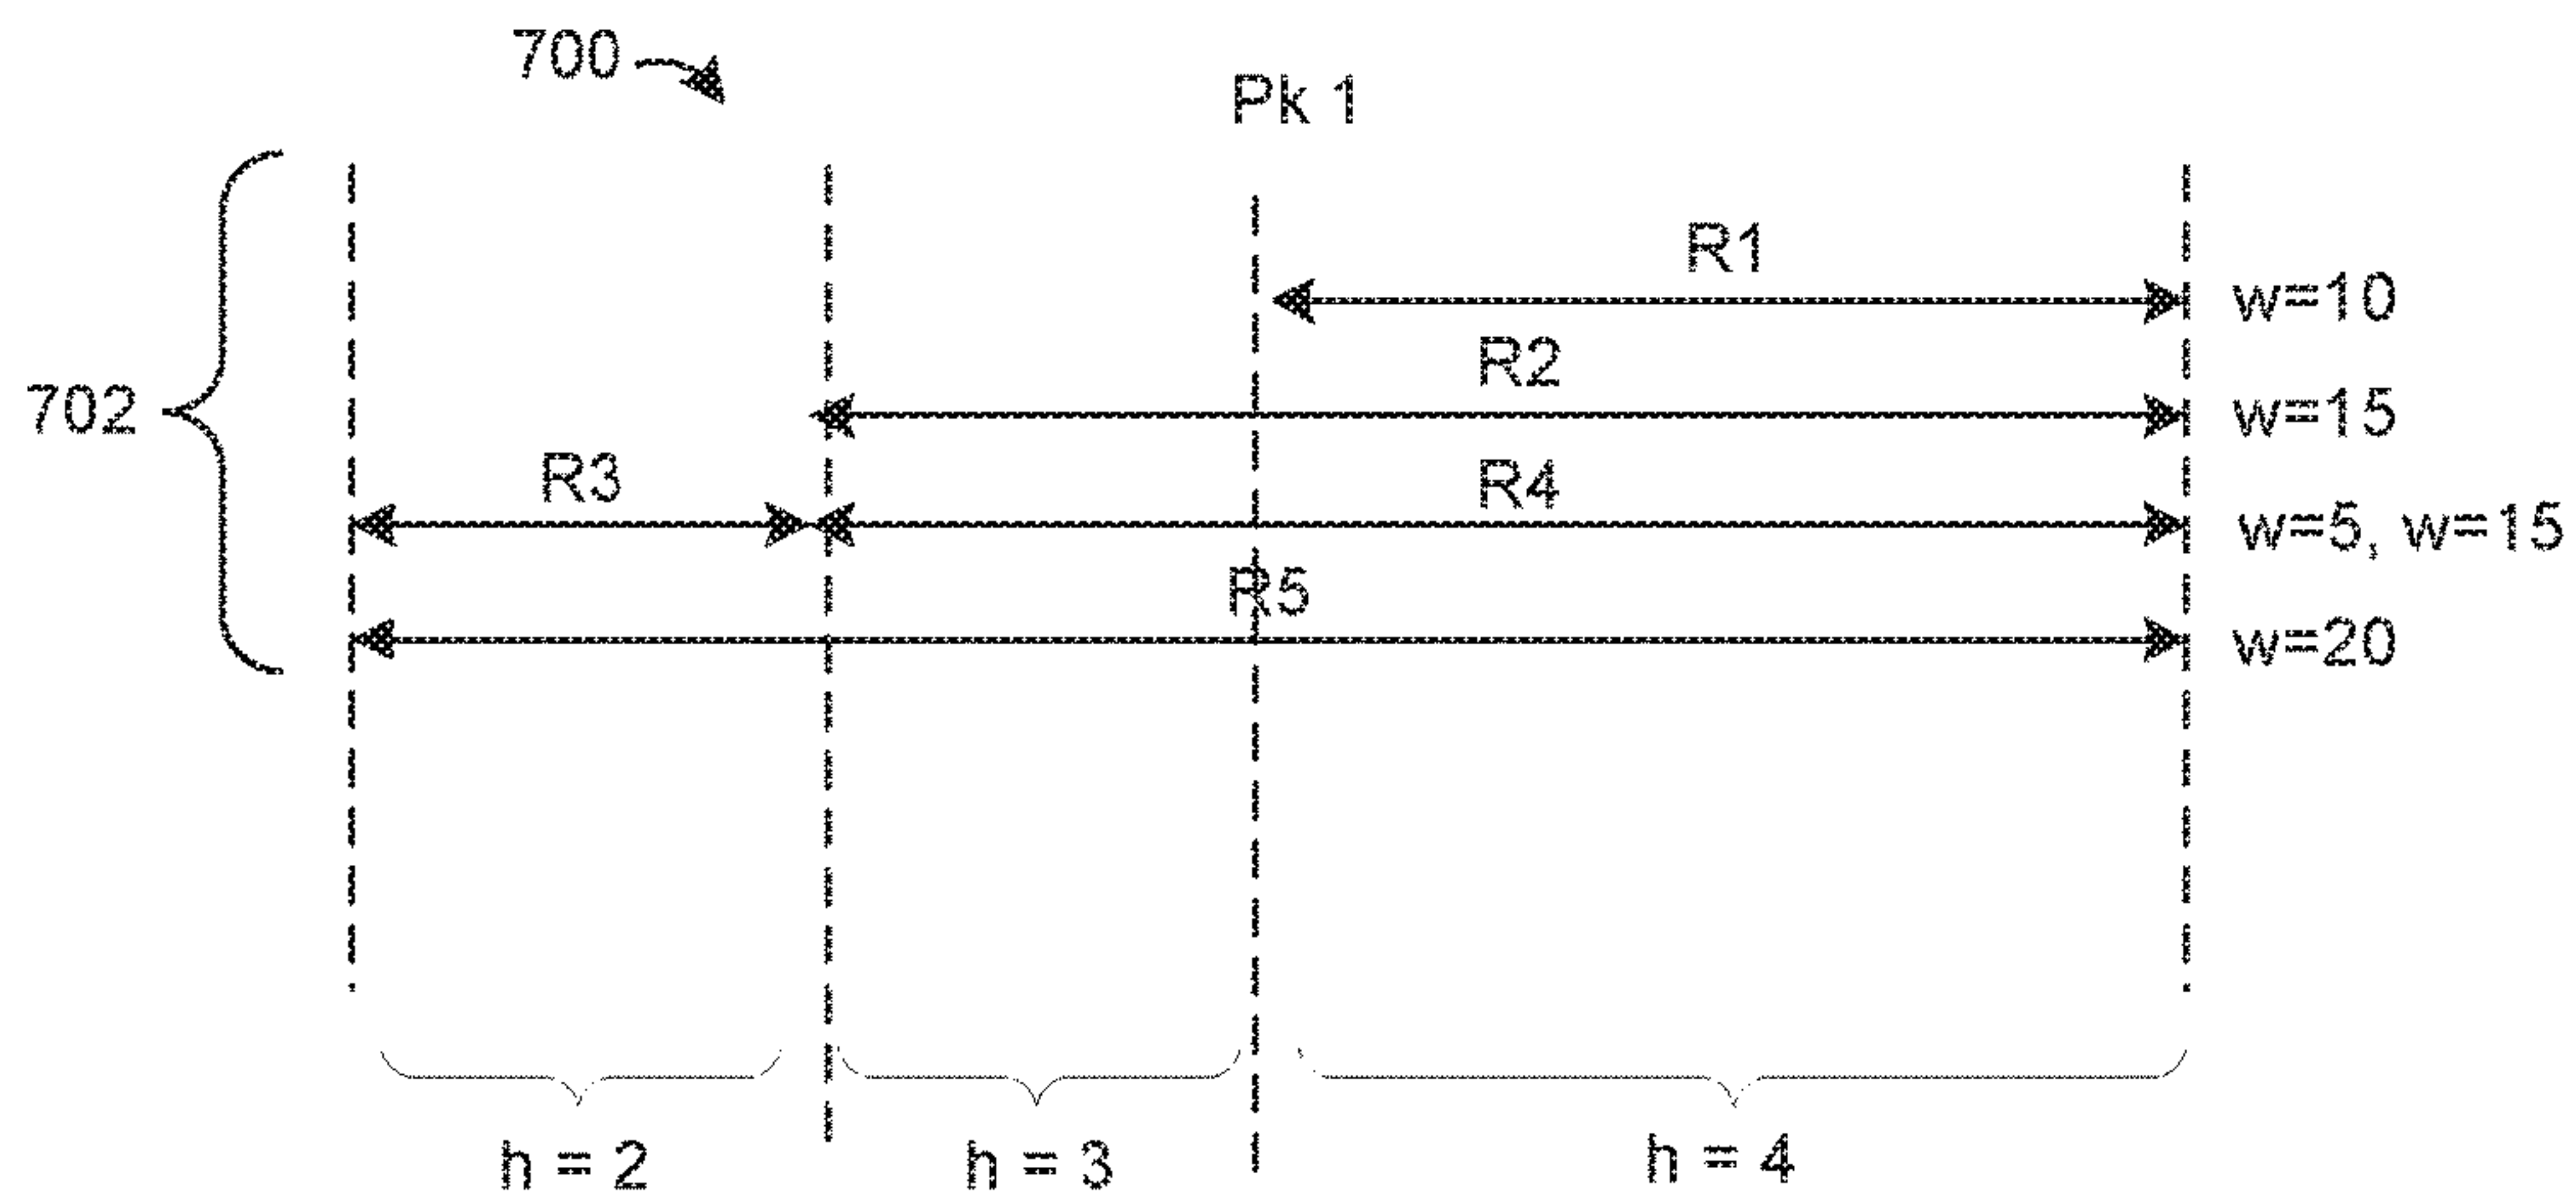 700
Pk 1
R1
w=10
R2
702
w=15
R3
R4
w=5, w=15
R5
w=20
h = 2
h = 3
h = 4